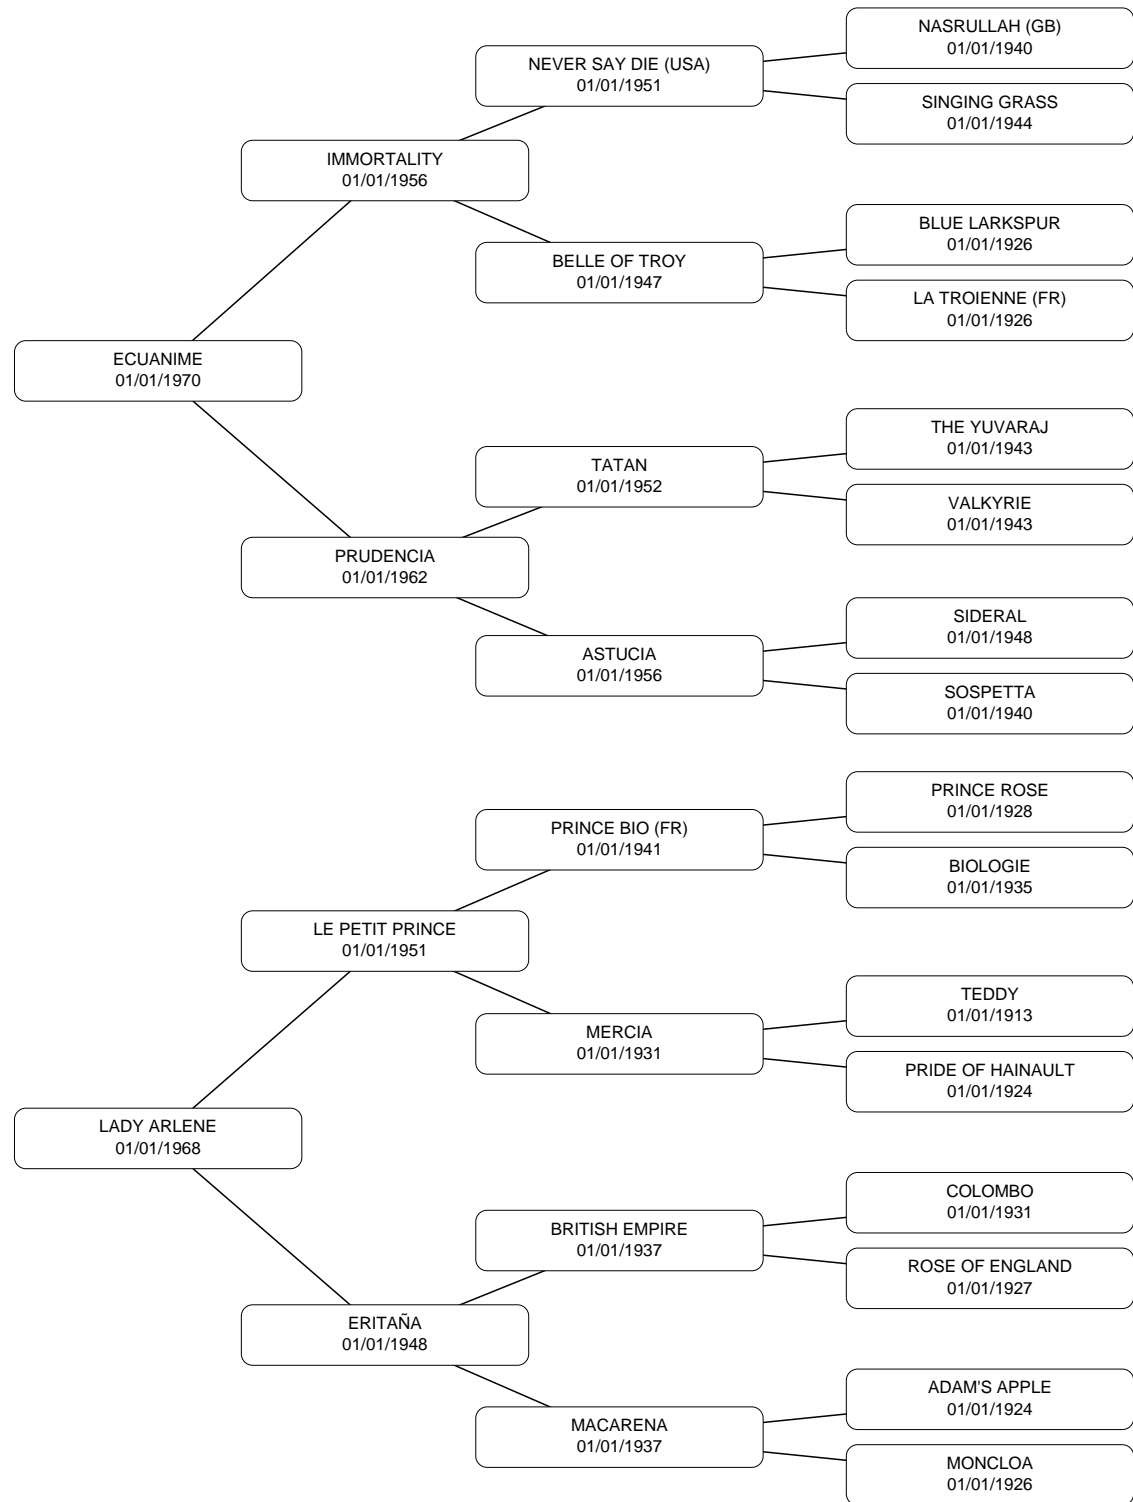 NASRULLAH (GB)
01/01/1940
NEVER SAY DIE (USA)
01/01/1951
SINGING GRASS
01/01/1944
IMMORTALITY
01/01/1956
BLUE LARKSPUR
01/01/1926
BELLE OF TROY
01/01/1947
LA TROIENNE (FR)
01/01/1926
ECUANIME
01/01/1970
THE YUVARAJ
01/01/1943
TATAN
01/01/1952
VALKYRIE
01/01/1943
PRUDENCIA
01/01/1962
SIDERAL
01/01/1948
ASTUCIA
01/01/1956
SOSPETTA
01/01/1940
PRINCE ROSE
01/01/1928
PRINCE BIO (FR)
01/01/1941
BIOLOGIE
01/01/1935
LE PETIT PRINCE
01/01/1951
TEDDY
01/01/1913
MERCIA
01/01/1931
PRIDE OF HAINAULT
01/01/1924
LADY ARLENE
01/01/1968
COLOMBO
01/01/1931
BRITISH EMPIRE
01/01/1937
ROSE OF ENGLAND
01/01/1927
ERITAÑA
01/01/1948
ADAM'S APPLE
01/01/1924
MACARENA
01/01/1937
MONCLOA
01/01/1926